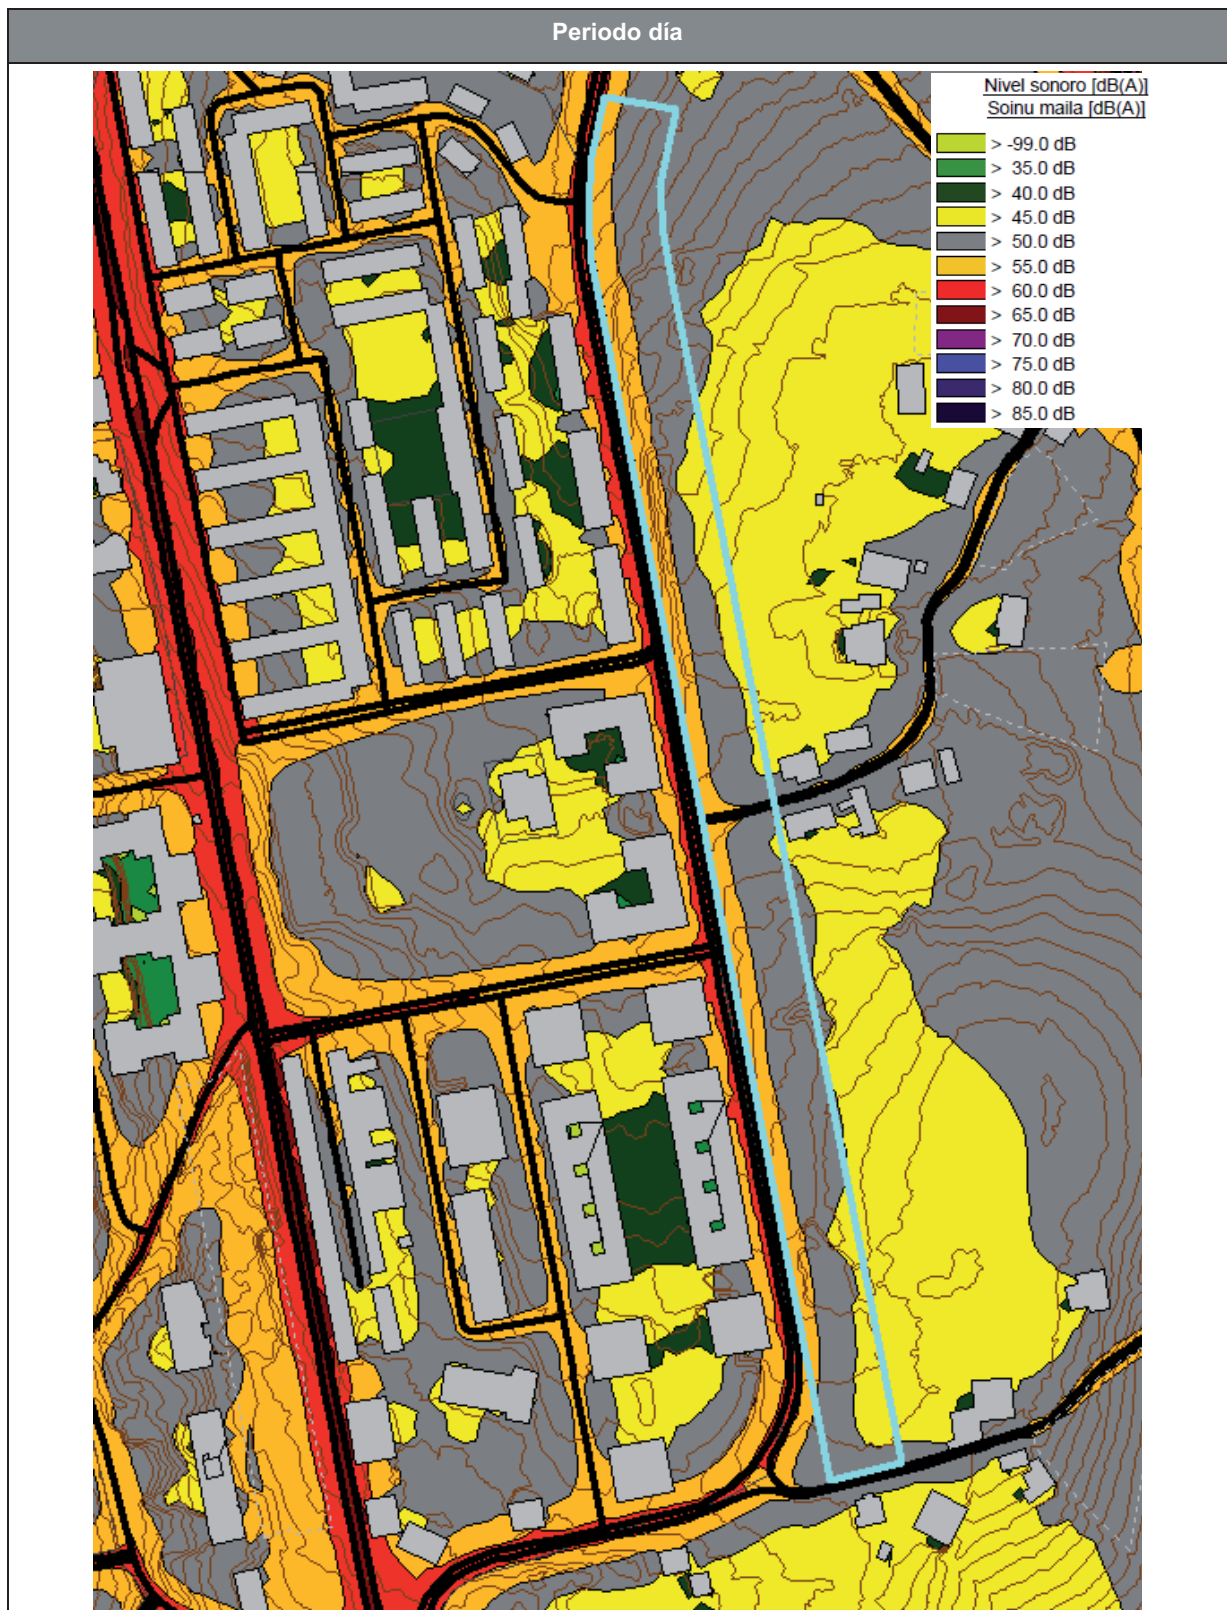 Periodo día
Nivel sonoro [dB(A)]
Soinu maila [dB(A)]
> -99.0 dB
> 35.0 dB
> 40.0 dB
> 45.0 dB
> 50.0 dB
> 55.0 dB
> 60.0 dB
> 65.0 dB
> 70.0 dB
> 75.0 dB
> 80.0 dB
> 85.0 dB